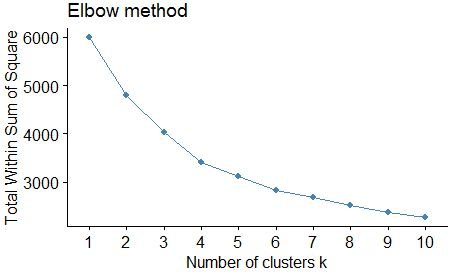 Elbow method
Total Within Sum of Square
6000
5000
4000
3000
1 2 3 4 5 6 7 8 9 10
Number of clusters k